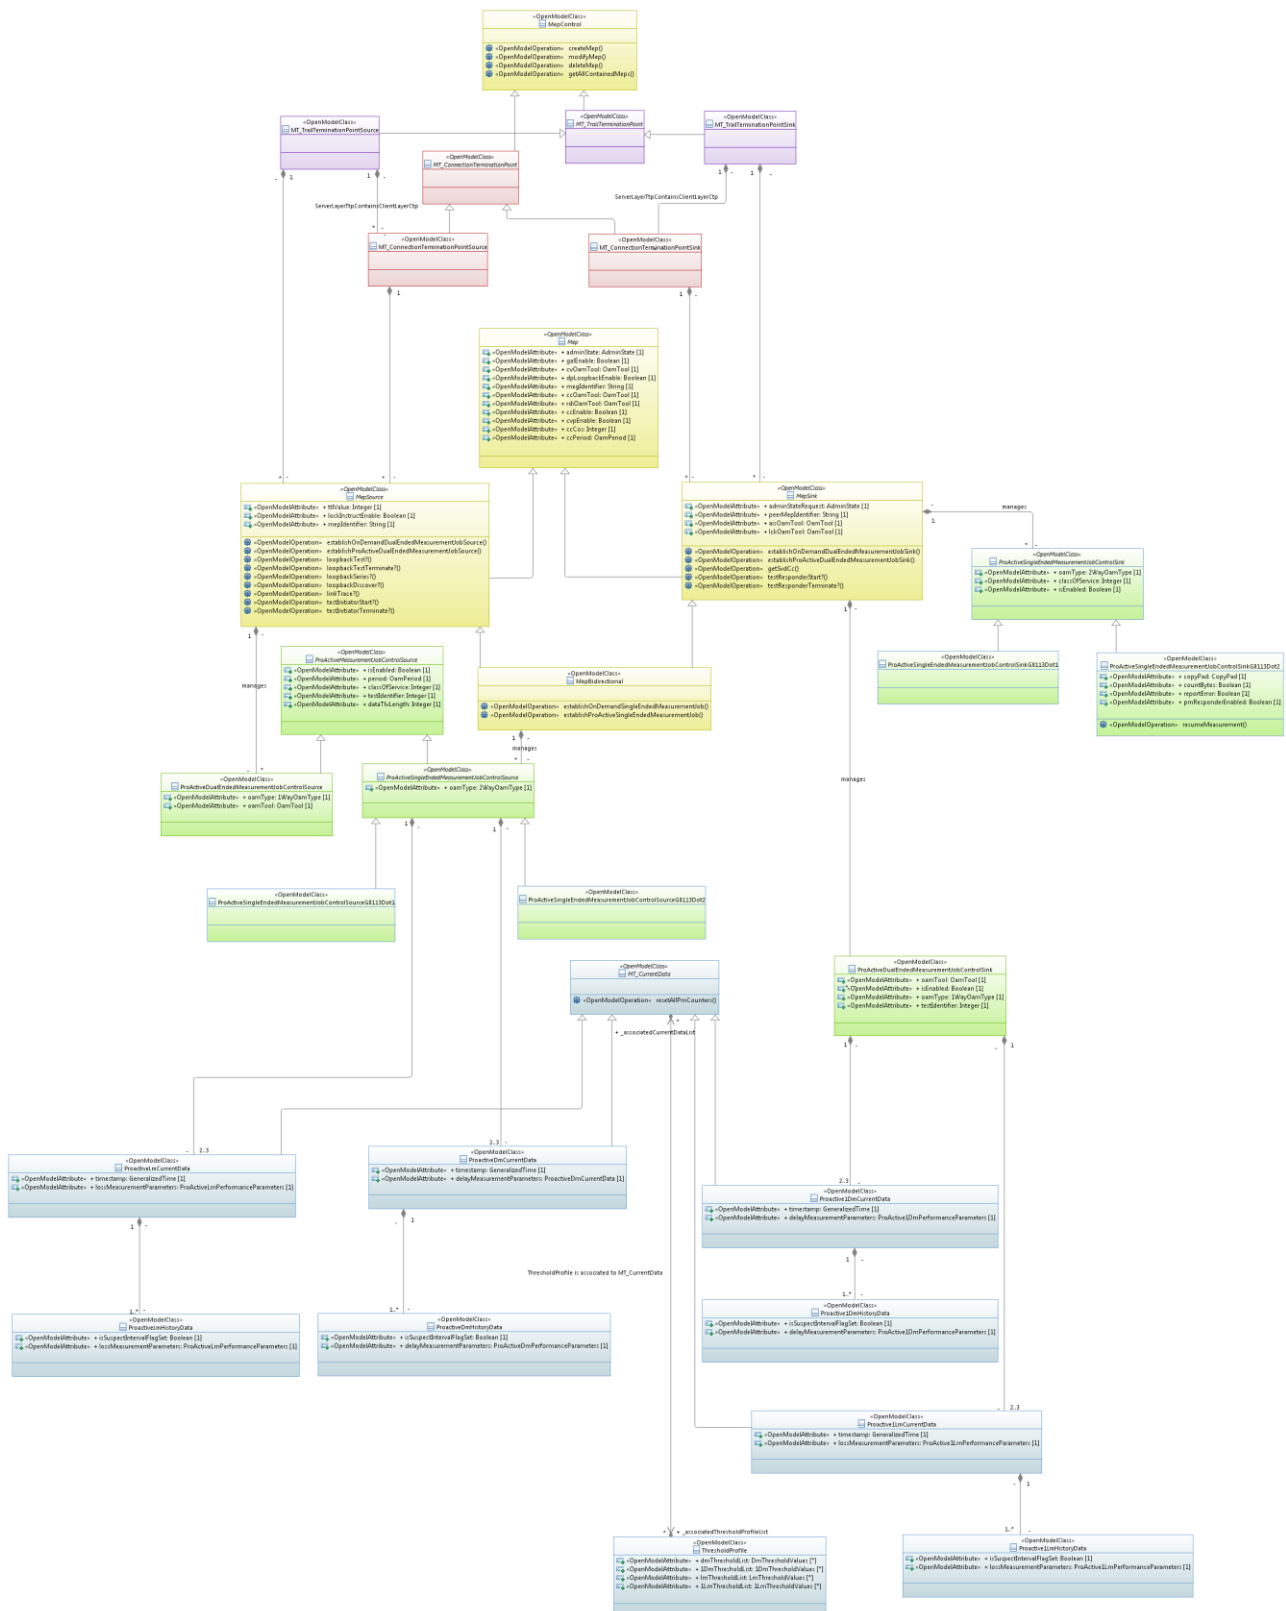 «OpenModelClass»
MepControl
«OpenModelOperation» createMep()
«OpenModelOperation» modifyMep()
«OpenModelOperation» deleteMep()
«OpenModelOperation» getAllContainedMeps()
«OpenModelClass»
MT_TrailTerminationPointSource
«OpenModelClass»
MT_TrailTerminationPoint
«OpenModelClass»
MT_TrailTerminationPointSink
«OpenModelClass»
MT_ConnectionTerminationPoint
ServerLayerTtpContainsClientLayerCtp
ServerLayerTtpContainsClientLayerCtp
«OpenModelClass»
MT_ConnectionTerminationPointSource
«OpenModelClass»
MT_ConnectionTerminationPointSink
«OpenModelClass»
Mep
«OpenModelAttribute» + adminState: AdminState [1]
«OpenModelAttribute» + galEnable: Boolean [1]
«OpenModelAttribute» + cvOamTool: OamTool [1]
«OpenModelAttribute» + dpLoopbackEnable: Boolean [1]
«OpenModelAttribute» + megIdentifier: String [1]
«OpenModelAttribute» + ccOamTool: OamTool [1]
«OpenModelAttribute» + rdiOamTool: OamTool [1]
«OpenModelAttribute» + ccEnable: Boolean [1]
«OpenModelAttribute» + cvpEnable: Boolean [1]
«OpenModelAttribute» + ccCos: Integer [1]
«OpenModelAttribute» + ccPeriod: OamPeriod [1]
«OpenModelClass»
MepSource
«OpenModelAttribute» + ttlValue: Integer [1]
«OpenModelAttribute» + lockInstructEnable: Boolean [1]
«OpenModelAttribute» + mepIdentifier: String [1]
«OpenModelOperation» establishOnDemandDualEndedMeasurementJobSource()
«OpenModelOperation» establishProActiveDualEndedMeasurementJobSource()
«OpenModelOperation» loopbackTest?()
«OpenModelOperation» loopbackTestTerminate?()
«OpenModelOperation» loopbackSeries?()
«OpenModelOperation» loopbackDiscover?()
«OpenModelOperation» linkTrace?()
«OpenModelOperation» testInitiatorStart?()
«OpenModelOperation» testInitiatorTerminate?()
«OpenModelClass»
MepSink
«OpenModelAttribute» + adminStateRequest: AdminState [1]
«OpenModelAttribute» + peerMepIdentifier: String [1]
«OpenModelAttribute» + aisOamTool: OamTool [1]
«OpenModelAttribute» + lckOamTool: OamTool [1]
«OpenModelOperation» establishOnDemandDualEndedMeasurementJobSink()
«OpenModelOperation» establishProActiveDualEndedMeasurementJobSink()
«OpenModelOperation» getSvdCc()
«OpenModelOperation» testResponderStart?()
«OpenModelOperation» testResponderTerminate?()
manages
«OpenModelClass»
ProActiveSingleEndedMeasurementJobControlSink
«OpenModelAttribute» + oamType: 2WayOamType [1]
«OpenModelAttribute» + classOfService: Integer [1]
«OpenModelAttribute» + isEnabled: Boolean [1]
«OpenModelClass»
ProActiveSingleEndedMeasurementJobControlSinkG8113Dot1
«OpenModelClass»
ProActiveSingleEndedMeasurementJobControlSinkG8113Dot2
«OpenModelAttribute» + copyPad: CopyPad [1]
«OpenModelAttribute» + countBytes: Boolean [1]
«OpenModelAttribute» + reportError: Boolean [1]
«OpenModelAttribute» + pmResponderEnabled: Boolean [1]
«OpenModelOperation» resumeMeasurement()
«OpenModelClass»
ProActiveMeasurementJobControlSource
«OpenModelAttribute» + isEnabled: Boolean [1]
«OpenModelAttribute» + period: OamPeriod [1]
«OpenModelAttribute» + classOfService: Integer [1]
«OpenModelAttribute» + testIdentifier: Integer [1]
«OpenModelAttribute» + dataTlvLength: Integer [1]
manages
«OpenModelClass»
MepBidirectional
«OpenModelOperation» establishOnDemandSingleEndedMeasurementJob()
«OpenModelOperation» establishProActiveSingleEndedMeasurementJob()
manages
manages
«OpenModelClass»
ProActiveDualEndedMeasurementJobControlSource
«OpenModelAttribute» + oamType: 1WayOamType [1]
«OpenModelAttribute» + oamTool: OamTool [1]
«OpenModelClass»
ProActiveSingleEndedMeasurementJobControlSource
«OpenModelAttribute» + oamType: 2WayOamType [1]
«OpenModelClass»
ProActiveSingleEndedMeasurementJobControlSourceG8113Dot1
«OpenModelClass»
ProActiveSingleEndedMeasurementJobControlSourceG8113Dot2
«OpenModelClass»
MT_CurrentData
«OpenModelOperation» resetAllPmCounters()
+ _associatedCurrentDataList
«OpenModelClass»
ProActiveDualEndedMeasurementJobControlSink
«OpenModelAttribute» + oamTool: OamTool [1]
«OpenModelAttribute» + isEnabled: Boolean [1]
«OpenModelAttribute» + oamType: 1WayOamType [1]
«OpenModelAttribute» + testIdentifier: Integer [1]
2.3
«OpenModelClass»
ProactiveLmCurrentData
«OpenModelAttribute» + timestamp: GeneralizedTime [1]
«OpenModelAttribute» + lossMeasurementParameters: ProActiveLmPerformanceParameters [1]
2.3
«OpenModelClass»
ProactiveDmCurrentData
«OpenModelAttribute» + timestamp: GeneralizedTime [1]
«OpenModelAttribute» + delayMeasurementParameters: ProactiveDmCurrentData [1]
2.3
«OpenModelClass»
Proactive1DmCurrentData
«OpenModelAttribute» + timestamp: GeneralizedTime [1]
«OpenModelAttribute» + delayMeasurementParameters: ProActive1DmPerformanceParameters [1]
ThresholdProfile is associated to MT_CurrentData
1..*
«OpenModelClass»
ProactiveLmHistoryData
«OpenModelAttribute» + isSuspectIntervalFlagSet: Boolean [1]
«OpenModelAttribute» + lossMeasurementParameters: ProActiveLmPerformanceParameters [1]
1..*
«OpenModelClass»
ProactiveDmHistoryData
«OpenModelAttribute» + isSuspectIntervalFlagSet: Boolean [1]
«OpenModelAttribute» + delayMeasurementParameters: ProActiveDmPerformanceParameters [1]
1..*
«OpenModelClass»
Proactive1DmHistoryData
«OpenModelAttribute» + isSuspectIntervalFlagSet: Boolean [1]
«OpenModelAttribute» + delayMeasurementParameters: ProActive1DmPerformanceParameters [1]
2.3
«OpenModelClass»
Proactive1LmCurrentData
«OpenModelAttribute» + timestamp: GeneralizedTime [1]
«OpenModelAttribute» + lossMeasurementParameters: ProActive1LmPerformanceParameters [1]
1..*
«OpenModelClass»
Proactive1LmHistoryData
«OpenModelAttribute» + isSuspectIntervalFlagSet: Boolean [1]
«OpenModelAttribute» + lossMeasurementParameters: ProActive1LmPerformanceParameters [1]
* + _associatedThresholdProfileList
«OpenModelClass»
ThresholdProfile
«OpenModelAttribute» + dmThresholdList: DmThresholdValues [*]
«OpenModelAttribute» + 1DmThresholdList: 1DmThresholdValues [*]
«OpenModelAttribute» + lmThresholdList: LmThresholdValues [*]
«OpenModelAttribute» + 1LmThresholdList: 1LmThresholdValues [*]